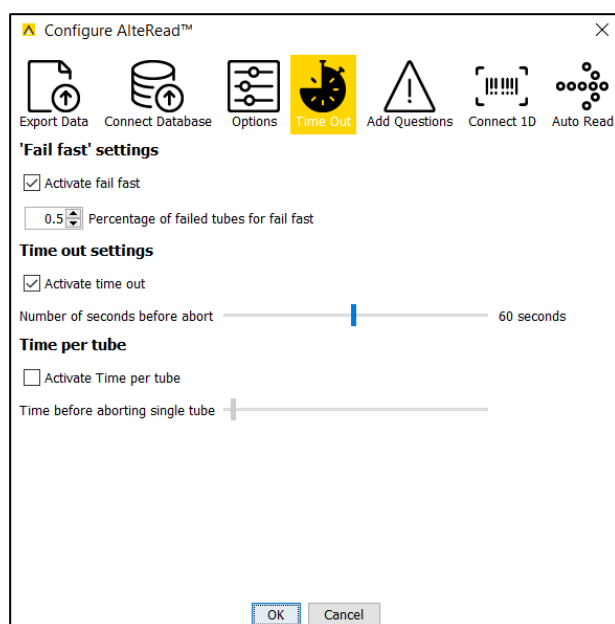 Configure AlteRead™
Export Data Connect Database Options Time Out Add Questions Connect 1D Auto Read
'Fail fast' settings
Activate fail fast
0.5 Percentage of failed tubes for fail fast
Time out settings
Activate time out
Number of seconds before abort 60 seconds
Time per tube
Activate Time per tube
Time before aborting single tube
OK Cancel